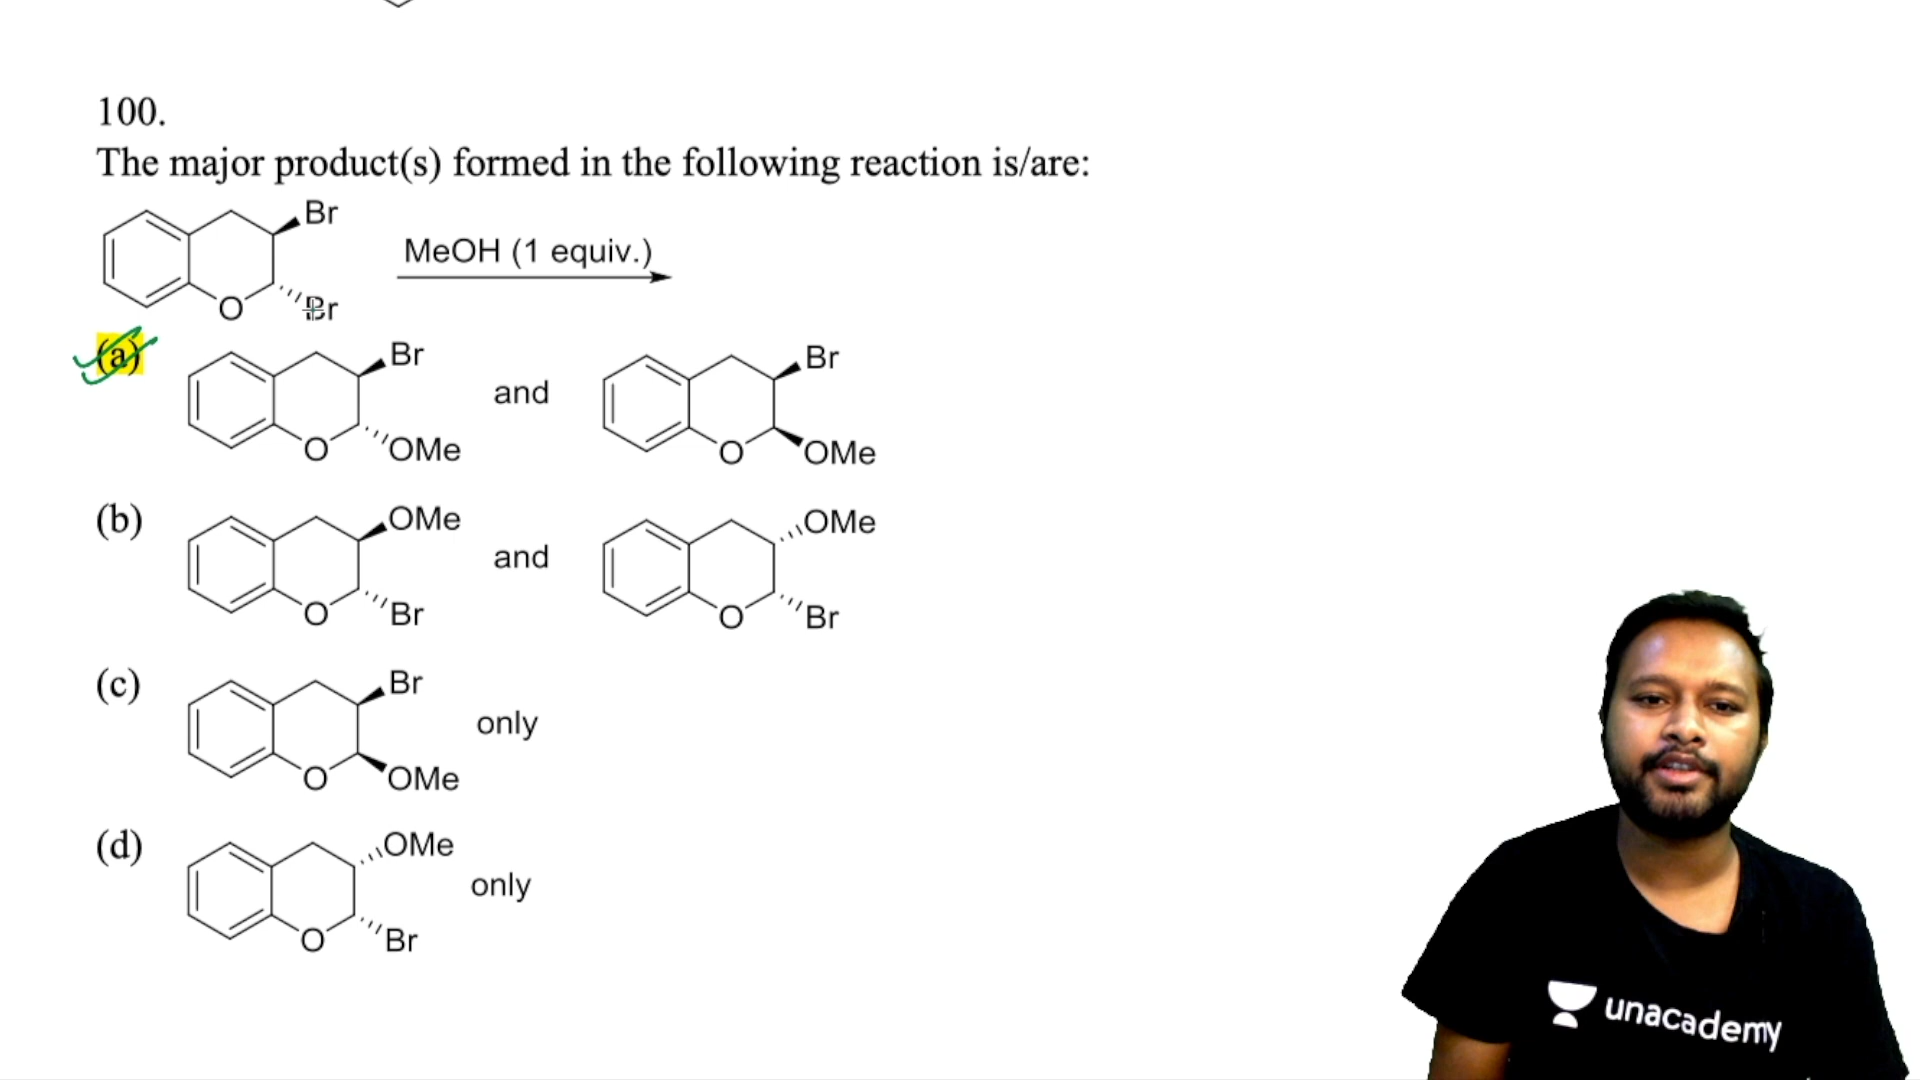 100.
The major product(s) formed in the following reaction is/are:
Br
MeOH (1 equiv.)
O
Br
(a)
Br
Br
and
O
OMe
O
OMe
(b)
OMe
OMe
and
O
Br
O
Br
(c)
Br
only
O
OMe
(d)
OMe
only
O
Br
unacademy